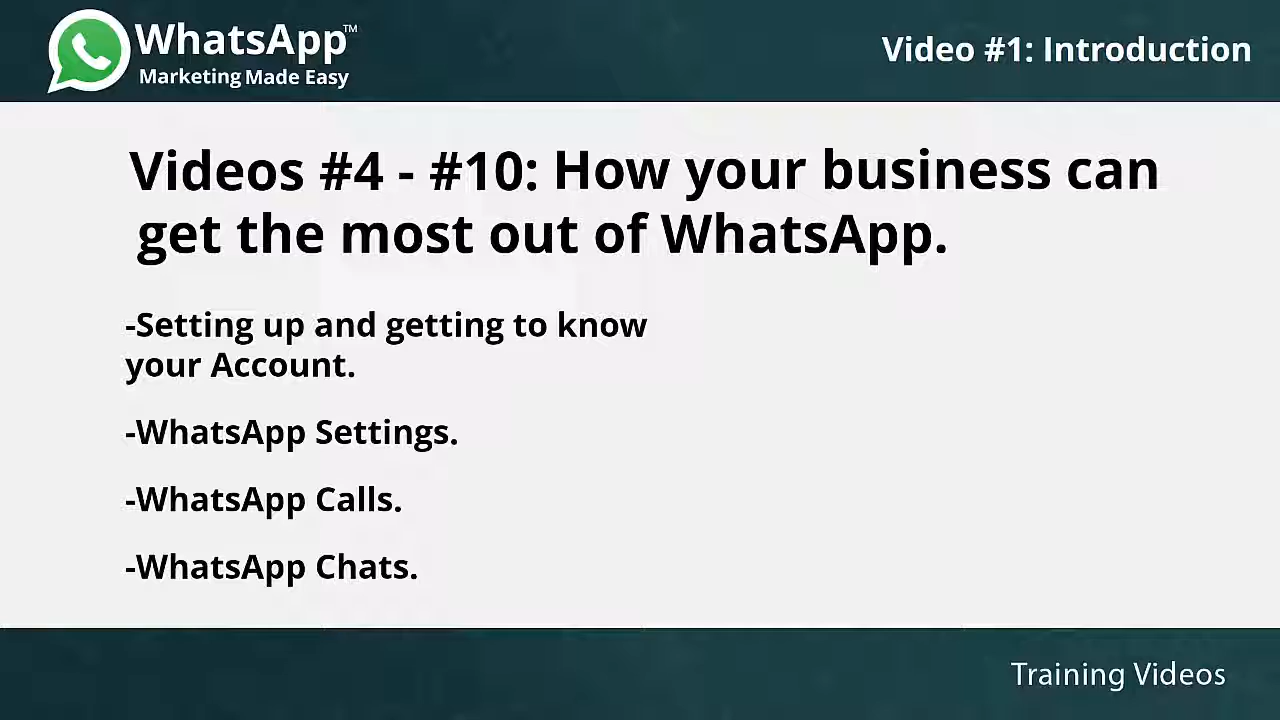 WhatsApp™
Marketing Made Easy
Video #1: Introduction
Videos #4 - #10: How your business can
get the most out of WhatsApp.
-Setting up and getting to know
your Account.
-WhatsApp Settings.
-WhatsApp Calls.
-WhatsApp Chats.
Training Videos